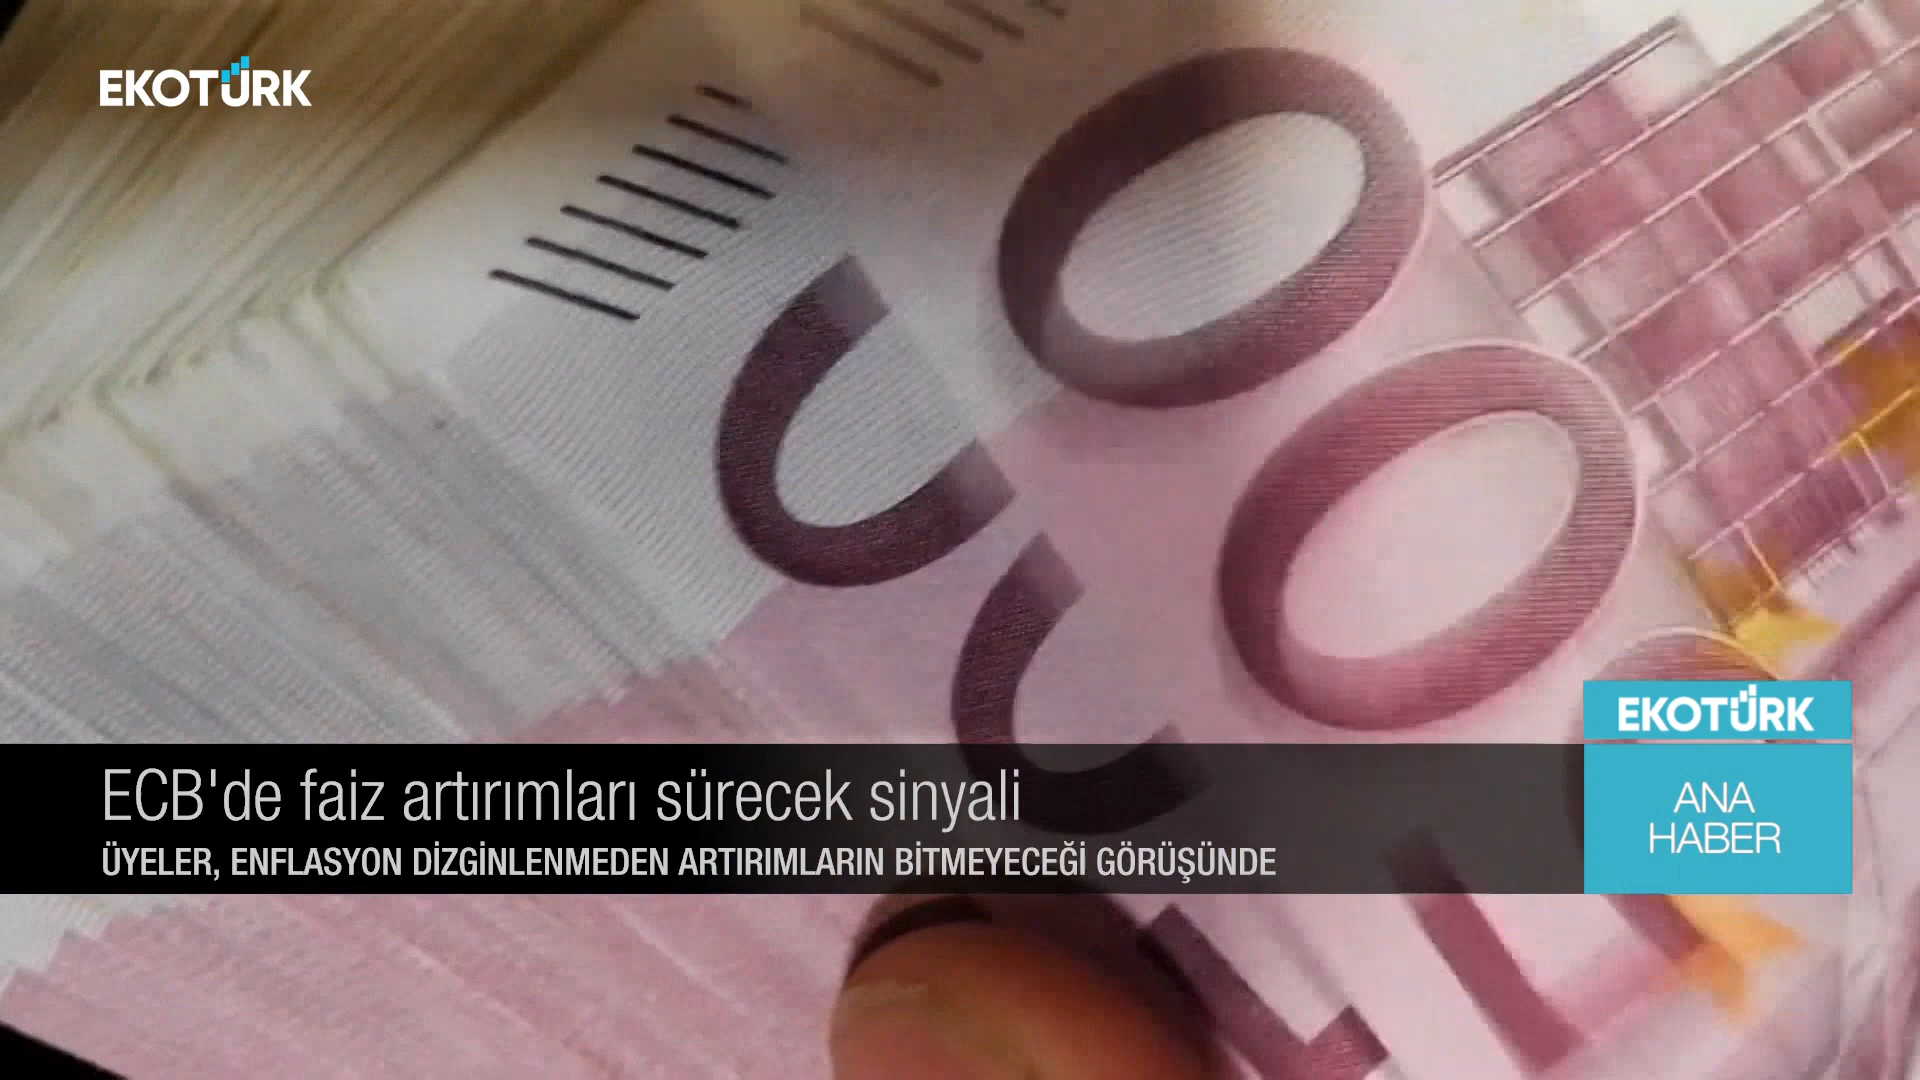 EKOTÜRK
EKOTÜRK
ECB'de faiz artırımları sürecek sinyali
ÜYELER, ENFLASYON DİZGİNLENMEDEN ARTIRIMLARIN BİTMEYECEĞİ GÖRÜŞÜNDE
ANA
HABER